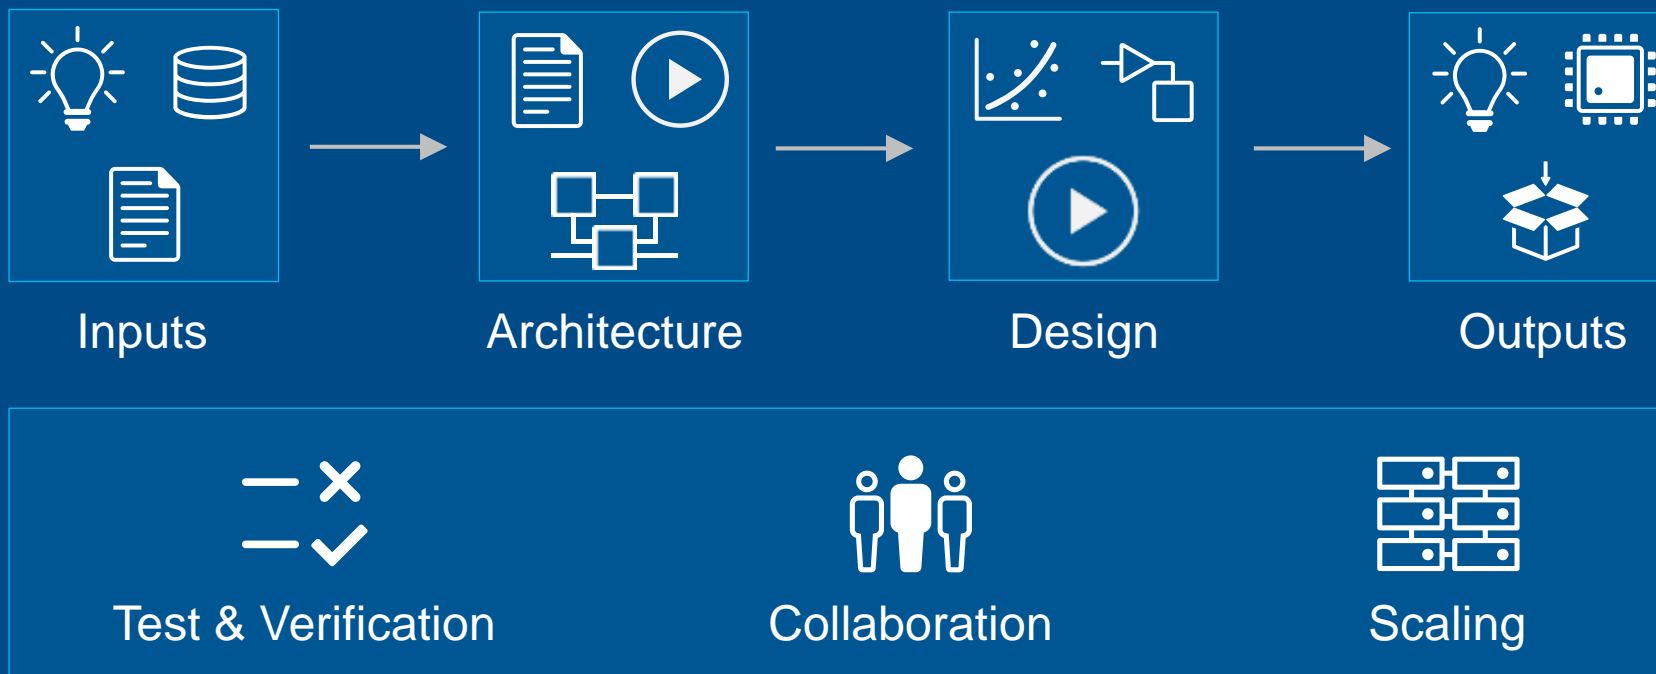 Inputs
Architecture
Design
Outputs
Test & Verification
Collaboration
Scaling